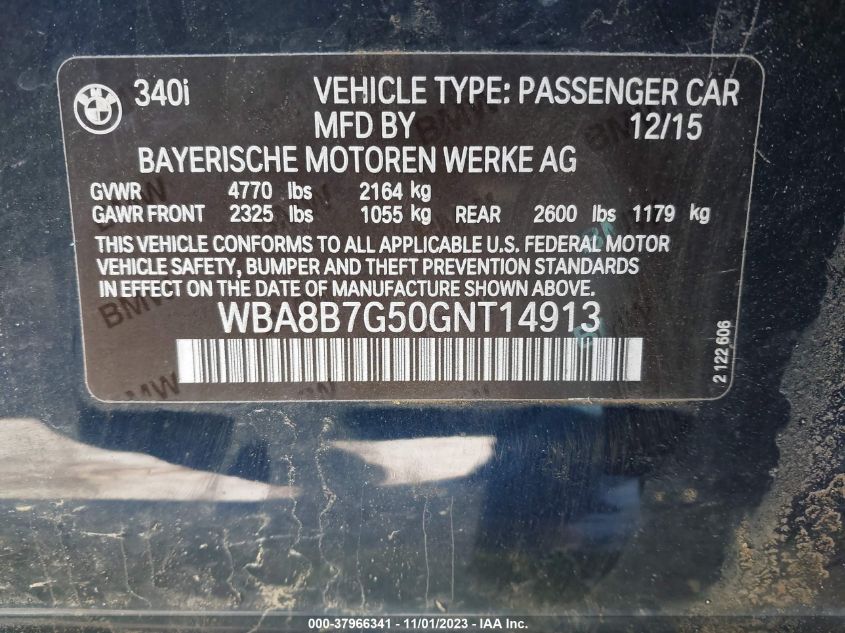 340i VEHICLE TYPE: PASSENGER CAR
MFD BY 12/15
BAYERISCHE MOTOREN WERKE AG
GVWR 4770 lbs 2164 kg
GAWR FRONT 2325 lbs 1055 kg REAR 2600 lbs 1179 kg
THIS VEHICLE CONFORMS TO ALL APPLICABLE U.S. FEDERAL MOTOR
VEHICLE SAFETY, BUMPER AND THEFT PREVENTION STANDARDS
IN EFFECT ON THE DATE OF MANUFACTURE SHOWN ABOVE.
WBA8B7G50GNT14913
2 122 606
000-37966341 - 11/01/2023 - IAA Inc.